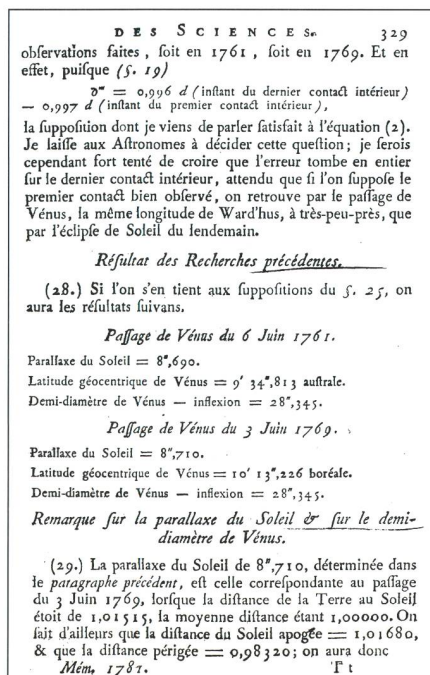 DES SCIENCES. 329
obſervations faites, ſoit en 1761, ſoit en 1769. Et en
effet, puiſque (ſ. 19)
= 0,996 d (inſtant du dernier contact intérieur)
— 0,997 d (inſtant du premier contact intérieur),
la ſuppoſition dont je viens de parler ſatisfait à l'équation (2).
Je laiſſe aux Aſtronomes à décider cette queſtion; je ſerois
cependant fort tenté de croire que l'erreur tombe en entier
ſur le dernier contact intérieur, attendu que ſi l'on ſuppoſe le
premier contact bien obſervé, on retrouve par le paſſage de
Vénus, la même longitude de Ward'hus, à très-peu-près, que
par l'éclipſe de Soleil du lendemain.
Réſultat des Recherches précédentes.
(28.) Si l'on s'en tient aux ſuppoſitions du ſ. 25, on
aura les réſultats ſuivans.
Paſſage de Vénus du 6 Juin 1761.
Parallaxe du Soleil = 8",690.
Latitude géocentrique de Vénus = 9' 34",813 auſtrale.
Demi-diamètre de Vénus — inflexion = 28",345.
Paſſage de Vénus du 3 Juin 1769.
Parallaxe du Soleil = 8",710.
Latitude géocentrique de Vénus = 10' 13",226 boréale.
Demi-diamètre de Vénus — inflexion = 28",345.
Remarque ſur la parallaxe du Soleil & ſur le demi-
diamètre de Vénus.
(29.) La parallaxe du Soleil de 8",710, déterminée dans
le paragraphe précédent, eſt celle correſpondante au paſſage
du 3 Juin 1769, lorſque la diſtance de la Terre au Soleil
étoit de 1,01515, la moyenne diſtance étant 1,00000. On
ſait d'ailleurs que la diſtance du Soleil apogée = 1,01680,
& que la diſtance périgée = 0,98320; on aura donc
Mém. 1781. T t